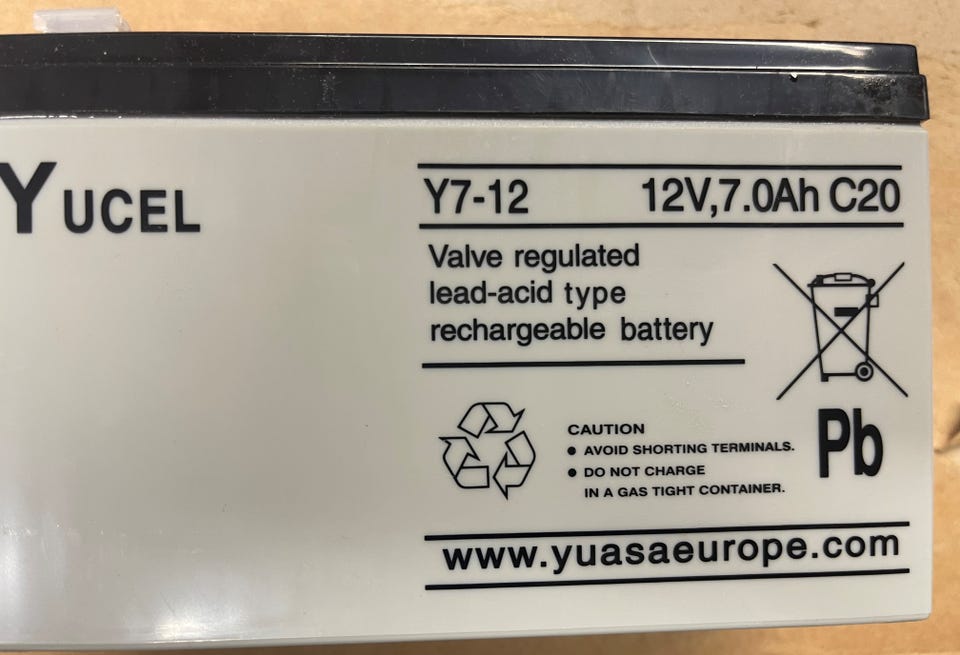 YUCEL
Y7-12 12V,7.0Ah C20
Valve regulated
lead-acid type
rechargeable battery
CAUTION
● AVOID SHORTING TERMINALS.
● DO NOT CHARGE
IN A GAS TIGHT CONTAINER.
Pb
www.yuasaeurope.com